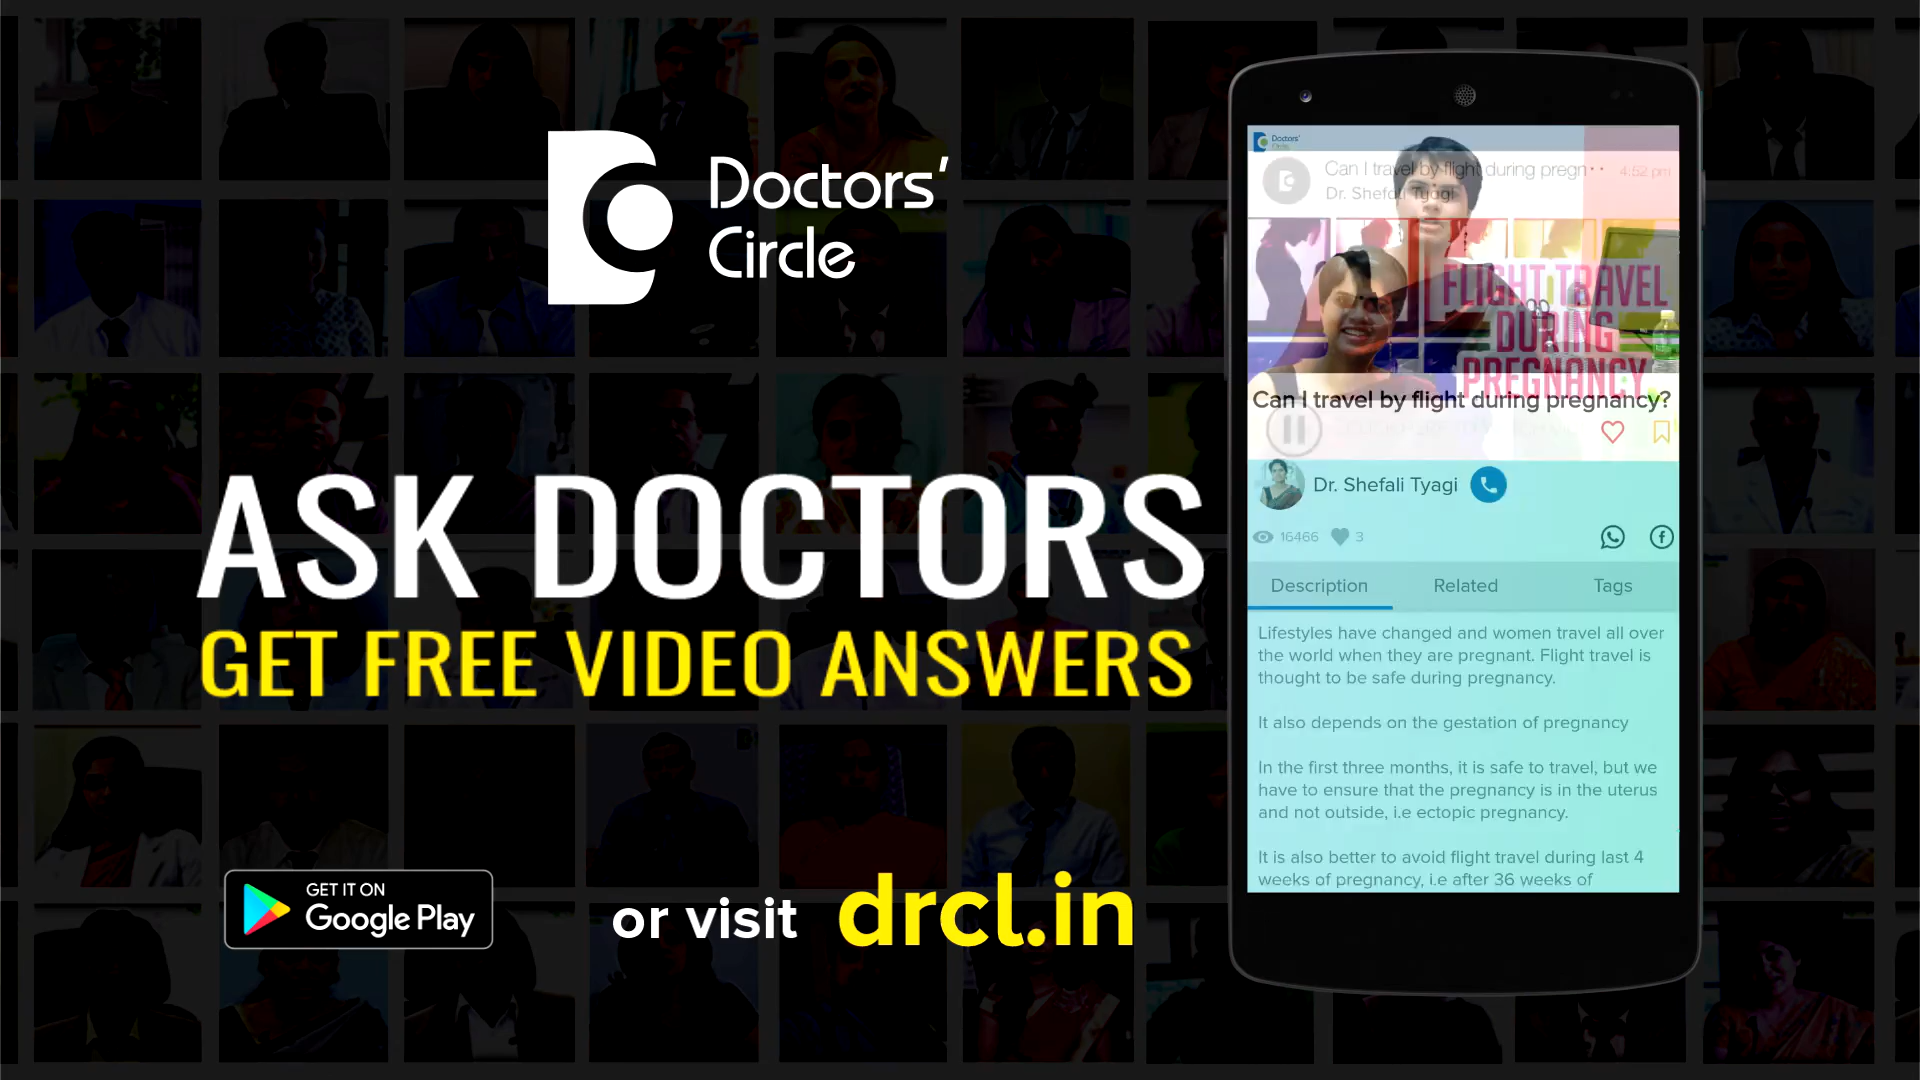 Doctors'
Circle
ASK DOCTORS
GET FREE VIDEO ANSWERS
GET IT ON
Google Play
or visit drcl.in
Doctors'
Circle
Can I travel by flight during pregn··
4:52 pm
Dr. Shefali Tyagi
FLIGHT TRAVEL
DURING
PREGNANCY
Can I travel by flight during pregnancy?
Dr. Shefali Tyagi
16466
3
Description
Related
Tags
Lifestyles have changed and women travel all over
the world when they are pregnant. Flight travel is
thought to be safe during pregnancy.
It also depends on the gestation of pregnancy
In the first three months, it is safe to travel, but we
have to ensure that the pregnancy is in the uterus
and not outside, i.e ectopic pregnancy.
It is also better to avoid flight travel during last 4
weeks of pregnancy, i.e after 36 weeks of